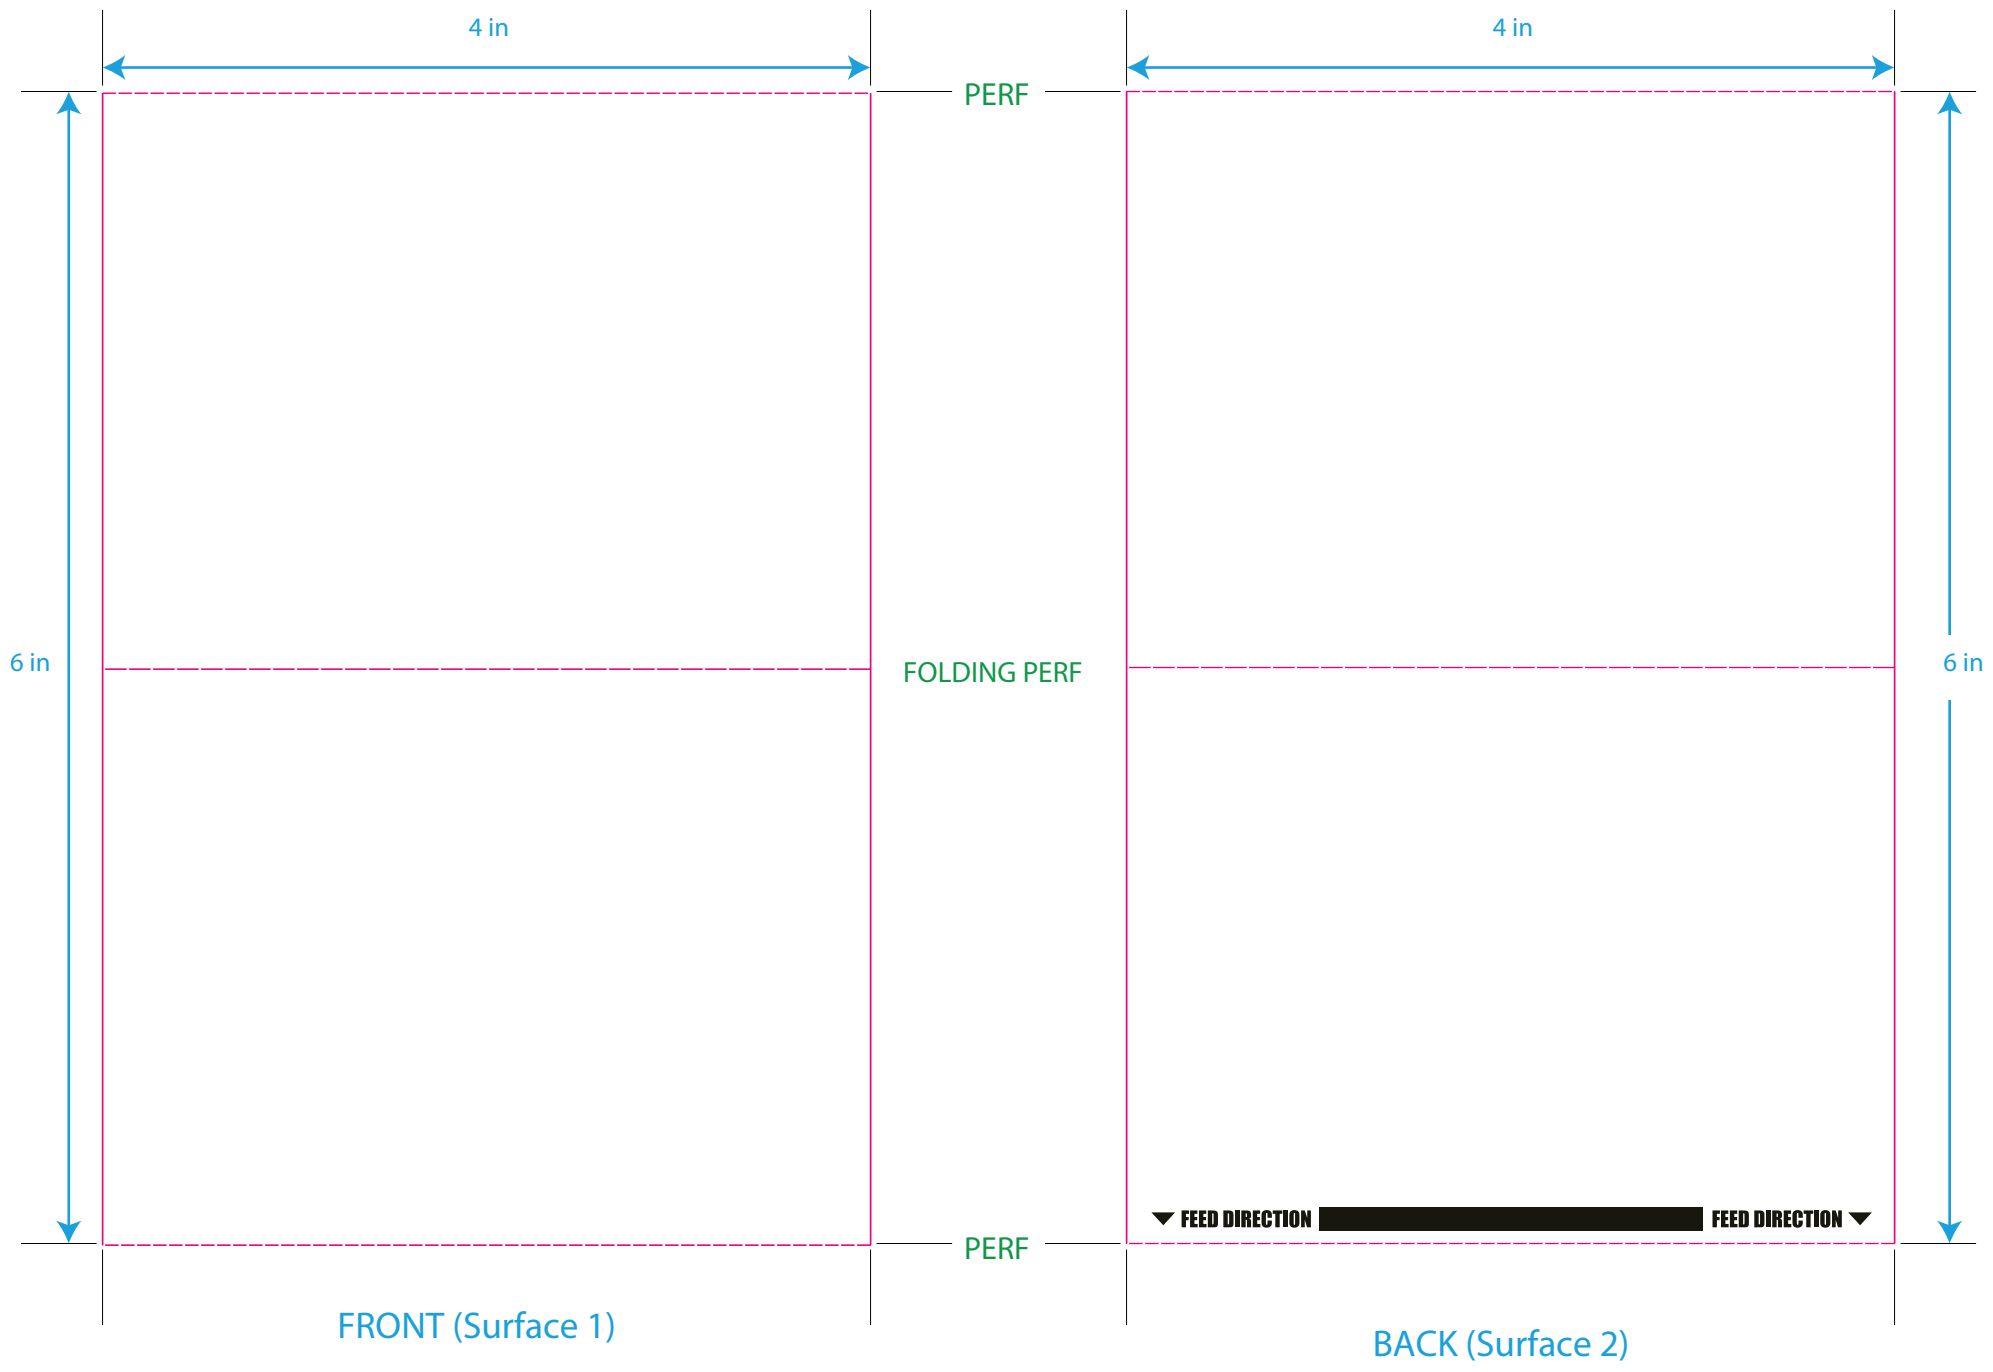 4 in
4 in
PERF
6 in
FOLDING PERF
6 in
FEED DIRECTION
FEED DIRECTION
PERF
FRONT (Surface 1)
BACK (Surface 2)